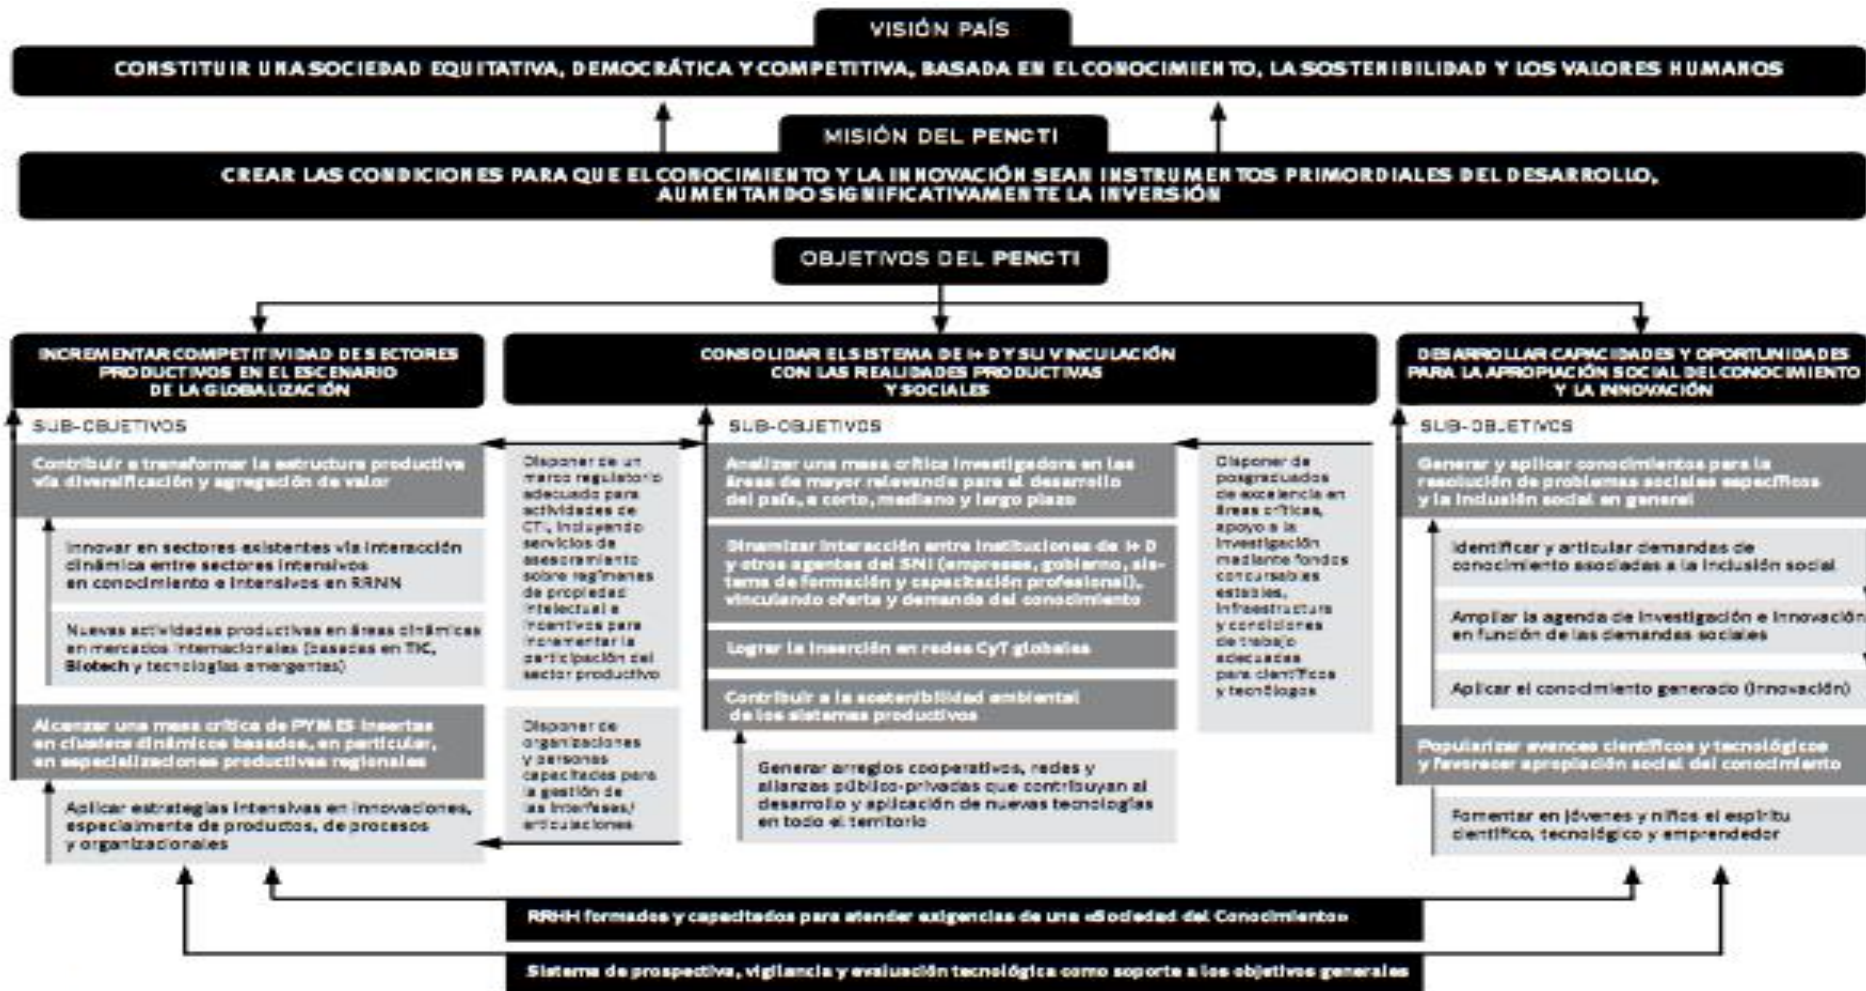 VISIÓN PAÍS
CONSTITUIR UNA SOCIEDAD EQUITATIVA, DEMOCRÁTICA Y COMPETITIVA, BASADA EN EL CONOCIMIENTO, LA SOSTENIBILIDAD Y LOS VALORES HUMANOS
MISIÓN DEL PENCTI
CREAR LAS CONDICIONES PARA QUE EL CONOCIMIENTO Y LA INNOVACIÓN SEAN INSTRUMENTOS PRIMORDIALES DEL DESARROLLO,
AUMENTANDO SIGNIFICATIVAMENTE LA INVERSIÓN
OBJETIVOS DEL PENCTI
INCREMENTAR COMPETITIVIDAD DE SECTORES
PRODUCTIVOS EN EL ESCENARIO
DE LA GLOBALIZACIÓN
SUB-OBJETIVOS
Contribuir a transformar la estructura productiva
vía diversificación y agregación de valor
Innovar en sectores existentes vía interacción
dinámica entre sectores intensivos
en conocimiento e intensivos en RRNN
Nuevas actividades productivas en áreas dinámicas
en mercados internacionales (basadas en TIC,
Biotech y tecnologías emergentes)
Alcanzar una masa crítica de PYMES insertas
en clusters dinámicos basados, en particular,
en especializaciones productivas regionales
Aplicar estrategias intensivas en innovaciones,
especialmente de productos, de procesos
y organizacionales
Disponer de un
marco regulatorio
adecuado para
actividades de
CTI, incluyendo
servicios de
asesoramiento
sobre regímenes
de propiedad
intelectual e
incentivos para
incrementar la
participación del
sector productivo
Disponer de
organizaciones
y personas
capacitadas para
la gestión de
las interfases/
articulaciones
CONSOLIDAR EL SISTEMA DE I+D Y SU VINCULACIÓN
CON LAS REALIDADES PRODUCTIVAS
Y SOCIALES
SUB-OBJETIVOS
Analizar una masa crítica investigadora en las
áreas de mayor relevancia para el desarrollo
del país, a corto, mediano y largo plazo
Dinamizar interacción entre instituciones de I+D
y otros agentes del SNI (empresas, gobierno, sis-
tema de formación y capacitación profesional),
vinculando oferta y demanda del conocimiento
Lograr la inserción en redes CyT globales
Contribuir a la sostenibilidad ambiental
de los sistemas productivos
Generar arreglos cooperativos, redes y
alianzas público-privadas que contribuyan al
desarrollo y aplicación de nuevas tecnologías
en todo el territorio
Disponer de
posgraduados
de excelencia en
áreas críticas,
apoyo a la
investigación
mediante fondos
concursables
estables,
infraestructura
y condiciones
de trabajo
adecuadas
para científicos
y tecnólogos
DESARROLLAR CAPACIDADES Y OPORTUNIDADES
PARA LA APROPIACIÓN SOCIAL DEL CONOCIMIENTO
Y LA INNOVACIÓN
SUB-OBJETIVOS
Generar y aplicar conocimientos para la
resolución de problemas sociales específicos
y la inclusión social en general
Identificar y articular demandas de
conocimiento asociadas a la inclusión social
Ampliar la agenda de investigación e innovación
en función de las demandas sociales
Aplicar el conocimiento generado (innovación)
Popularizar avances científicos y tecnológicos
y favorecer apropiación social del conocimiento
Fomentar en jóvenes y niños el espíritu
científico, tecnológico y emprendedor
RRHH formados y capacitados para atender exigencias de una «Sociedad del Conocimiento»
Sistema de prospectiva, vigilancia y evaluación tecnológica como soporte a los objetivos generales